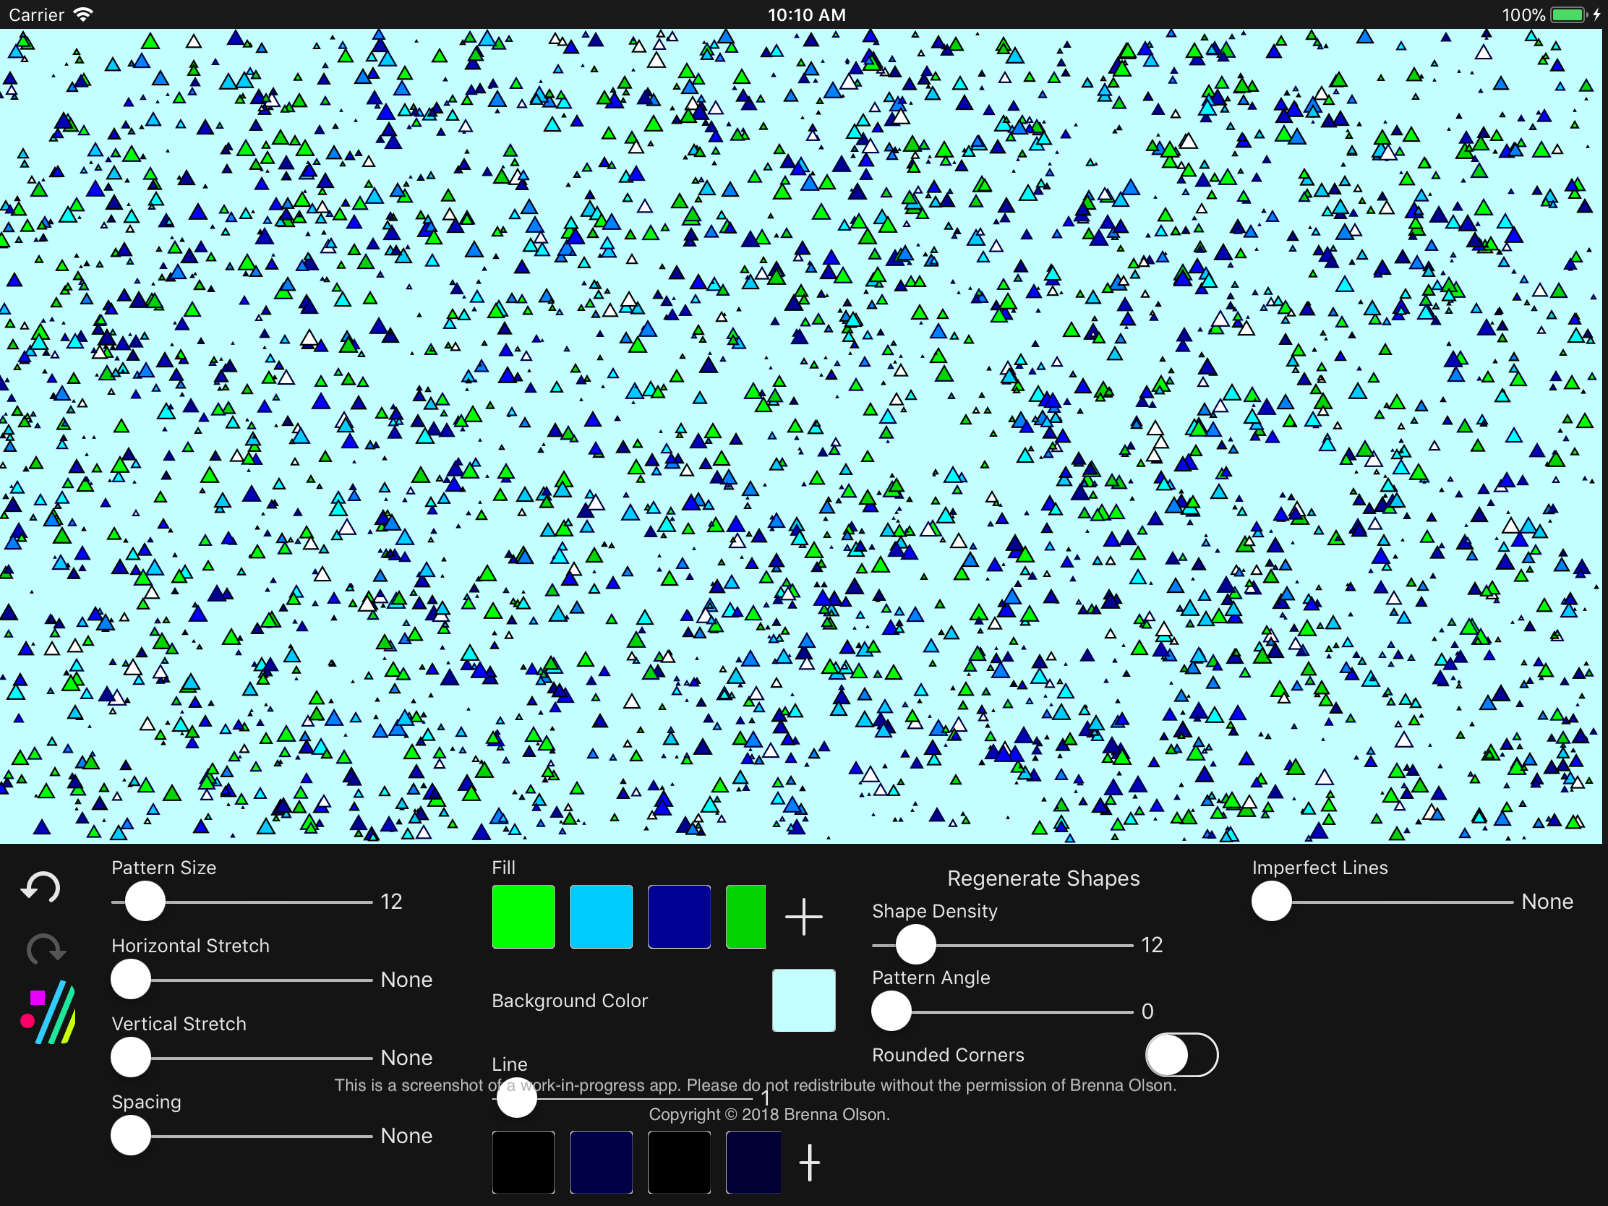 Carrier 10:10 AM 100%
Pattern Size
12
Horizontal Stretch
None
Vertical Stretch
None
Spacing
None
Fill
Background Color
Line
1
Regenerate Shapes
Shape Density
12
Pattern Angle
0
Rounded Corners
Imperfect Lines
None
This is a screenshot of a work-in-progress app. Please do not redistribute without the permission of Brenna Olson.
Copyright © 2018 Brenna Olson.